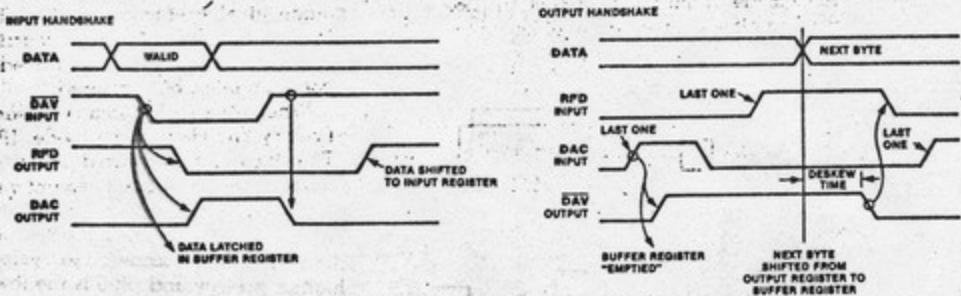 INPUT HANDSHAKE
DATA
VALID
DAV
INPUT
RFD
OUTPUT
DATA SHIFTED
TO INPUT REGISTER
DAC
OUTPUT
DATA LATCHED
IN BUFFER REGISTER
OUTPUT HANDSHAKE
DATA
NEXT BYTE
RFD
INPUT
LAST ONE
LAST ONE
DAC
INPUT
LAST
ONE
DESKEW
TIME
DAV
OUTPUT
BUFFER REGISTER
"EMPTIED"
NEXT BYTE
SHIFTED FROM
OUTPUT REGISTER TO
BUFFER REGISTER